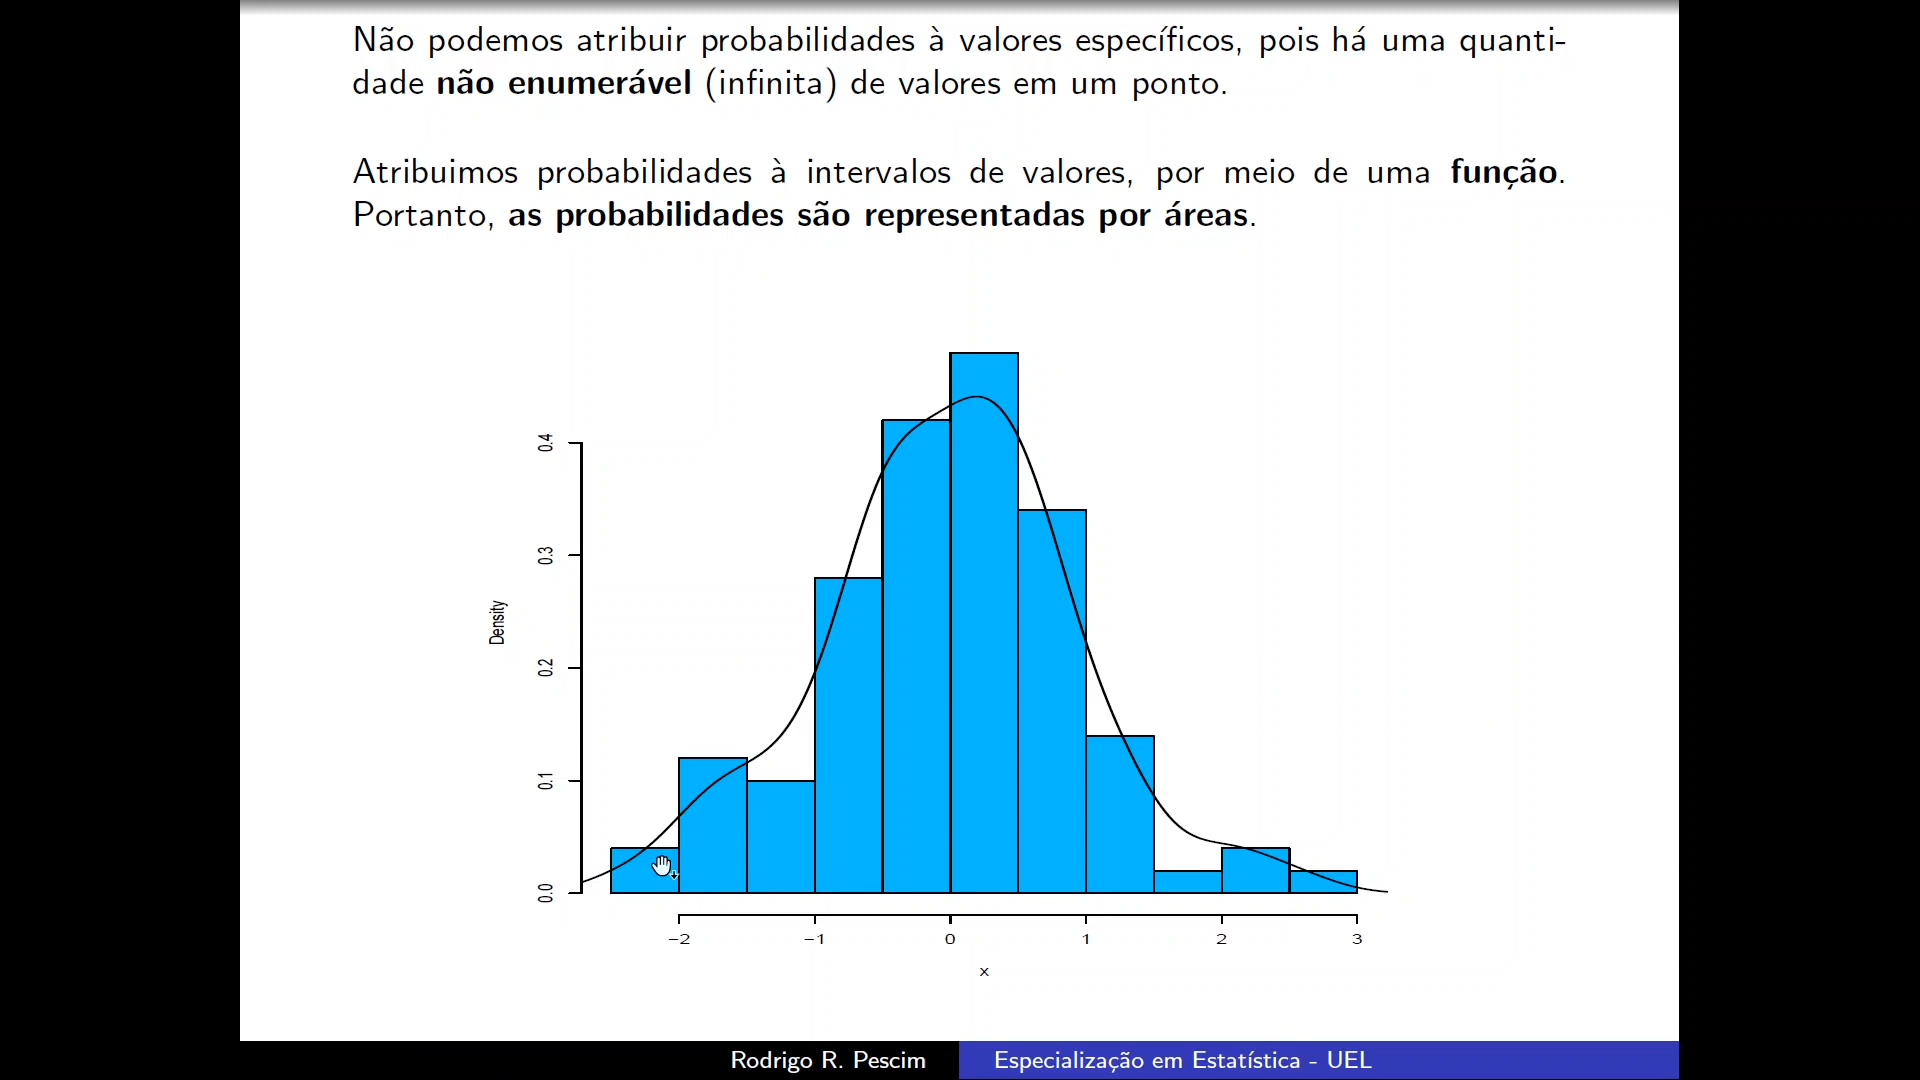 Não podemos atribuir probabilidades à valores específicos, pois há uma quanti-
dade não enumerável (infinita) de valores em um ponto.
Atribuimos probabilidades à intervalos de valores, por meio de uma função.
Portanto, as probabilidades são representadas por áreas.
0.4
0.3
0.2
0.1
0.0
Density
−2 −1 0 1 2 3
x
Rodrigo R. Pescim Especialização em Estatística - UEL